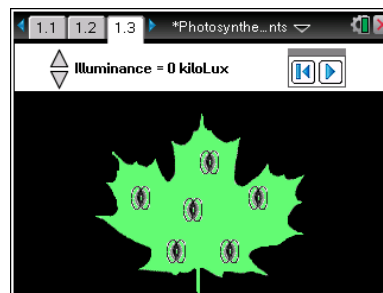 1.1 1.2 1.3 *Photosynthe...nts
Illuminance = 0 kiloLux